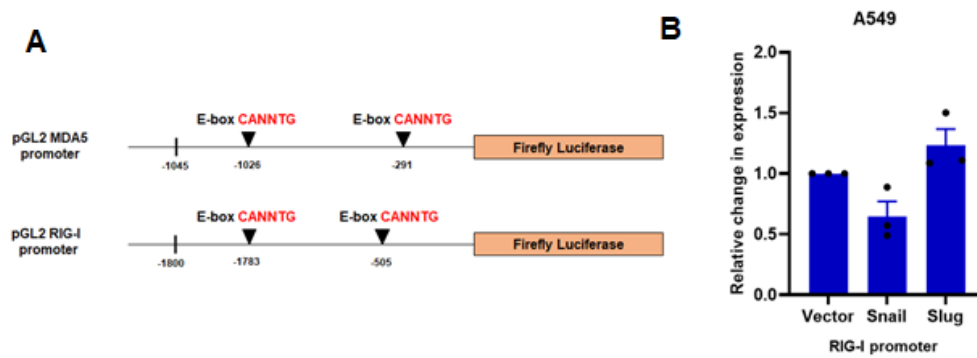 A
E-box CANNTG E-box CANNTG
pGL2 MDA5
promoter
Firefly Luciferase
-1045 -1026 -291
E-box CANNTG E-box CANNTG
pGL2 RIG-I
promoter
Firefly Luciferase
-1800 -1783 -505
B
A549
Relative change in expression
2.0
1.5
1.0
0.5
0.0
Vector Snail Slug
RIG-I promoter